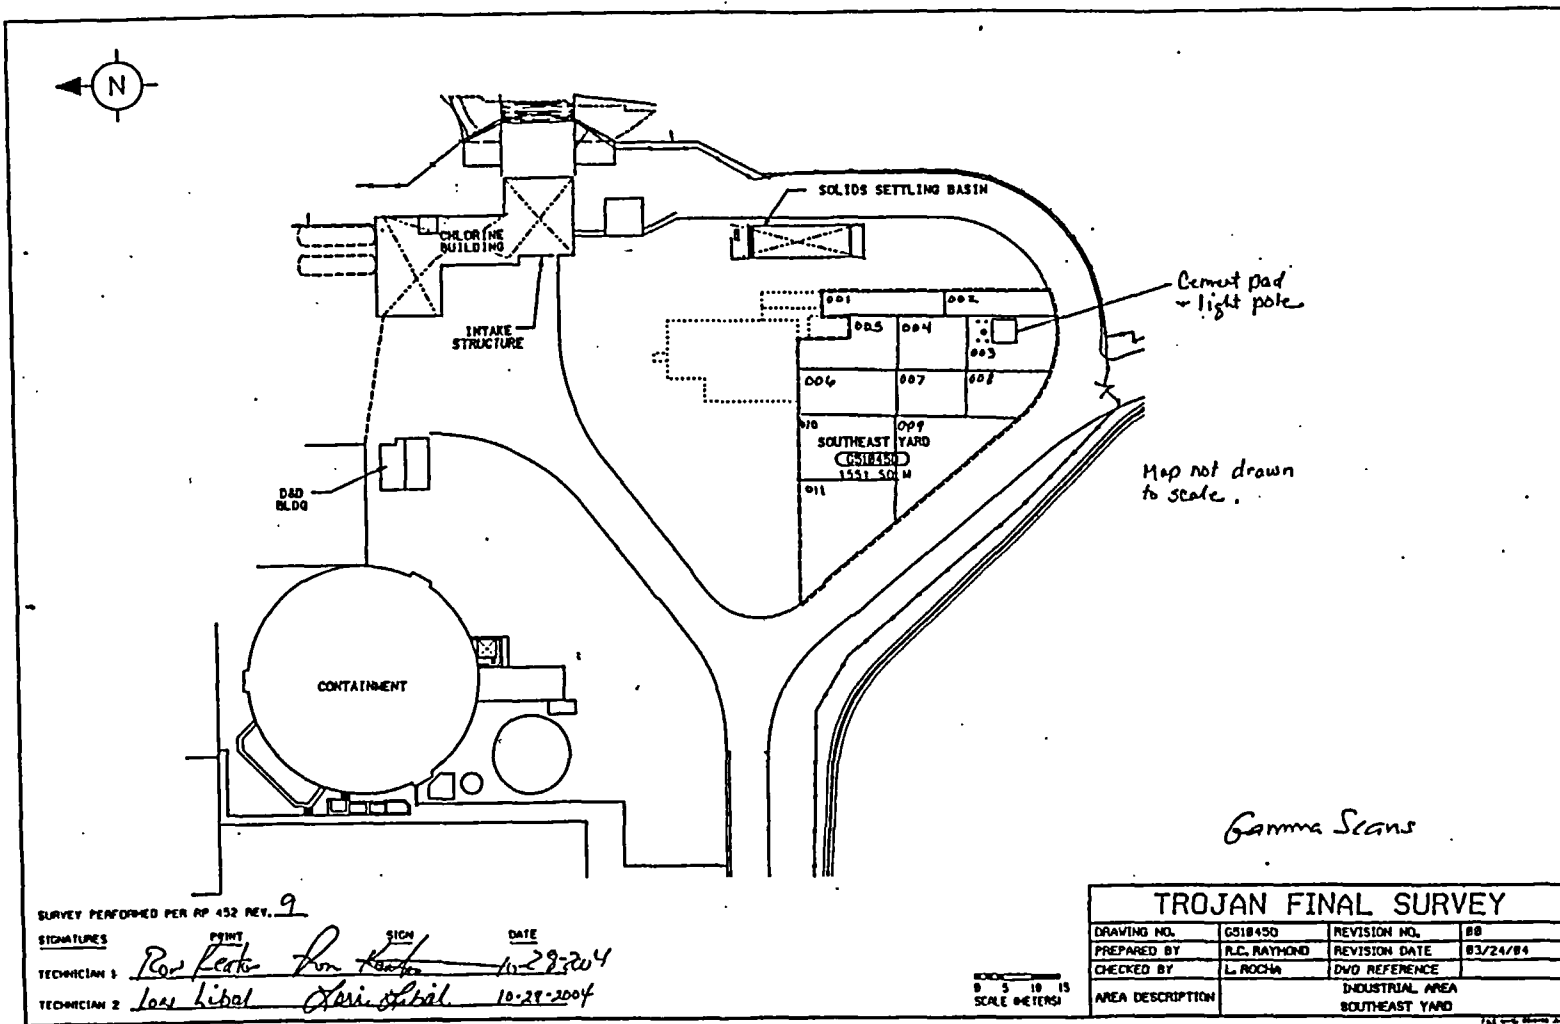 N
SOLIDS SETTLING BASIN
CHLORINE
BUILDING
INTAKE
STRUCTURE
Cement pad
+ light pole
001
002
005
004
003
006
007
008
010
009
SOUTHEAST YARD
G518450
1551 SQ M
011
Map not drawn
to scale.
D&D
BLDG
CONTAINMENT
Gamma Scans
SURVEY PERFORMED PER RP 452 REV. 9
SIGNATURES PRINT SIGN DATE
TECHNICIAN 1 Ron 10-28-2004
TECHNICIAN 2 Lori Libal Lori Libal 10-28-2004
0 5 10 15
SCALE (METERS)
TROJAN FINAL SURVEY
DRAWING NO. G518450 REVISION NO. 00
PREPARED BY R.C. RAYMOND REVISION DATE 03/24/04
CHECKED BY L. ROCHA DWG REFERENCE
AREA DESCRIPTION INDUSTRIAL AREA
SOUTHEAST YARD